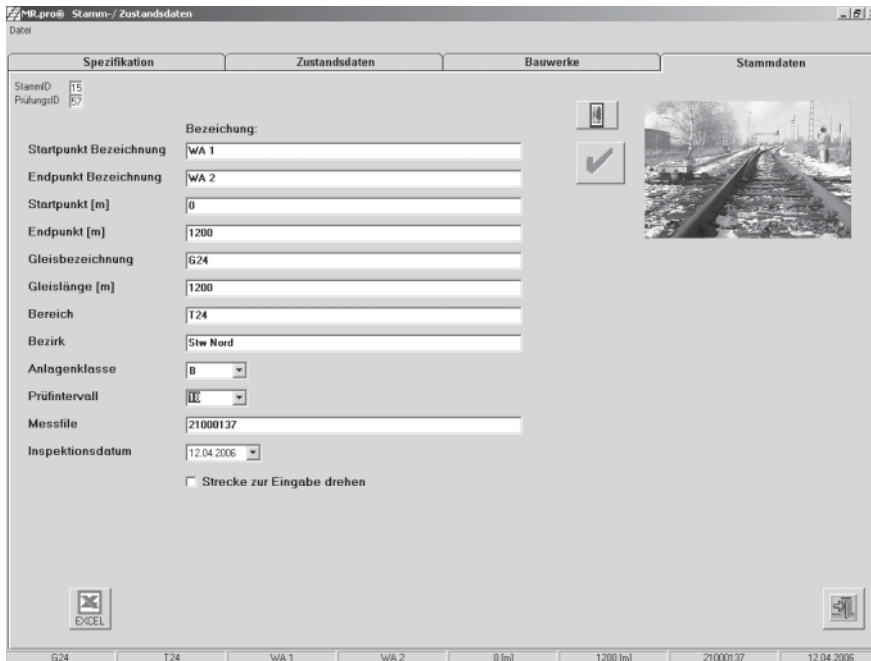 MR.pro® Stamm-/ Zustandsdaten
Datei
Spezifikation Zustandsdaten Bauwerke Stammdaten
StammID 15
PrüfungsID 57
Bezeichung:
Startpunkt Bezeichnung WA 1
Endpunkt Bezeichnung WA 2
Startpunkt [m] 0
Endpunkt [m] 1200
Gleisbezeichnung G24
Gleislänge [m] 1200
Bereich T24
Bezirk Stw Nord
Anlagenklasse B
Prüfintervall
Messfile 21000137
Inspektionsdatum 12.04.2006
Strecke zur Eingabe drehen
EXCEL
G24 T24 WA 1 WA 2 0 [m] 1200 [m] 21000137 12.04.2006